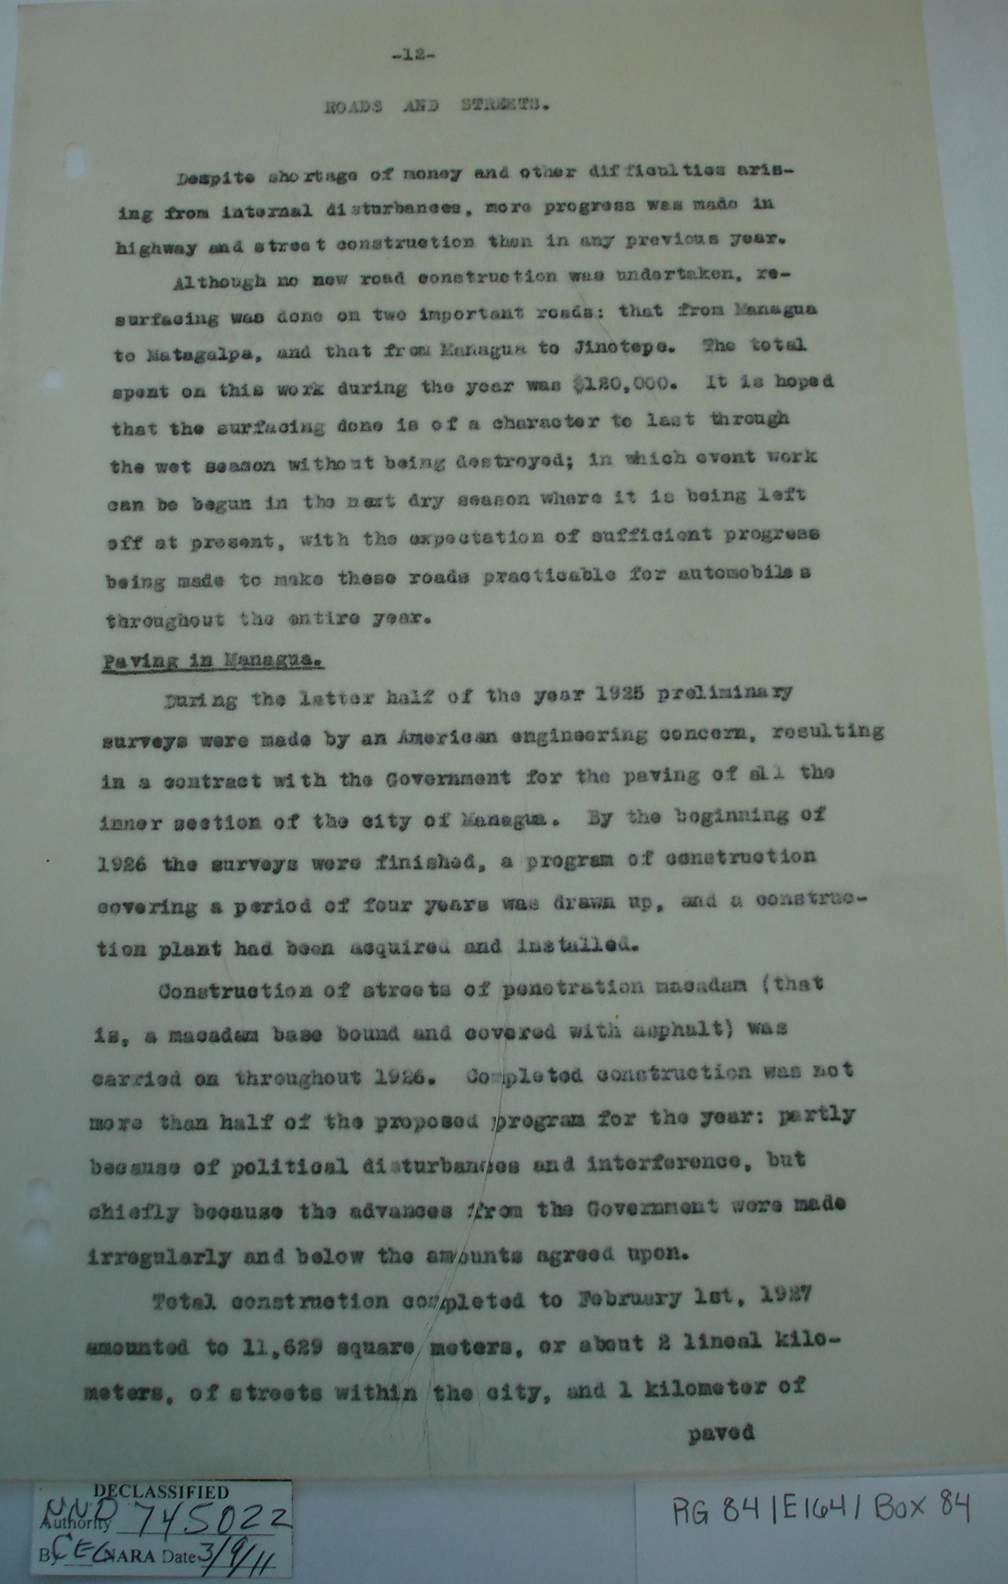 -12-
ROADS AND STREETS.
Despite shortage of money and other difficulties aris-
ing from internal disturbances, more progress was made in
highway and street construction than in any previous year.
Although no new road construction was undertaken, re-
surfacing was done on two important roads: that from Managua
to Matagalpa, and that from Managua to Jinotepe. The total
spent on this work during the year was $120,000. It is hoped
that the surfacing done is of a character to last through
the wet season without being destroyed; in which event work
can be begun in the next dry season where it is being left
off at present, with the expectation of sufficient progress
being made to make these roads practicable for automobiles
throughout the entire year.
Paving in Managua.
During the latter half of the year 1925 preliminary
surveys were made by an American engineering concern, resulting
in a contract with the Government for the paving of all the
inner section of the city of Managua. By the beginning of
1926 the surveys were finished, a program of construction
covering a period of four years was drawn up, and a construc-
tion plant had been acquired and installed.
Construction of streets of penetration macadam (that
is, a macadam base bound and covered with asphalt) was
carried on throughout 1926. Completed construction was not
more than half of the proposed program for the year: partly
because of political disturbances and interference, but
chiefly because the advances from the Government were made
irregularly and below the amounts agreed upon.
Total construction completed to February 1st, 1927
amounted to 11,629 square meters, or about 2 lineal kilo-
meters, of streets within the city, and 1 kilometer of
paved
DECLASSIFIED
Authority NND 745022
By CEC NARA Date 3/9/11
RG 84/E164/Box 84